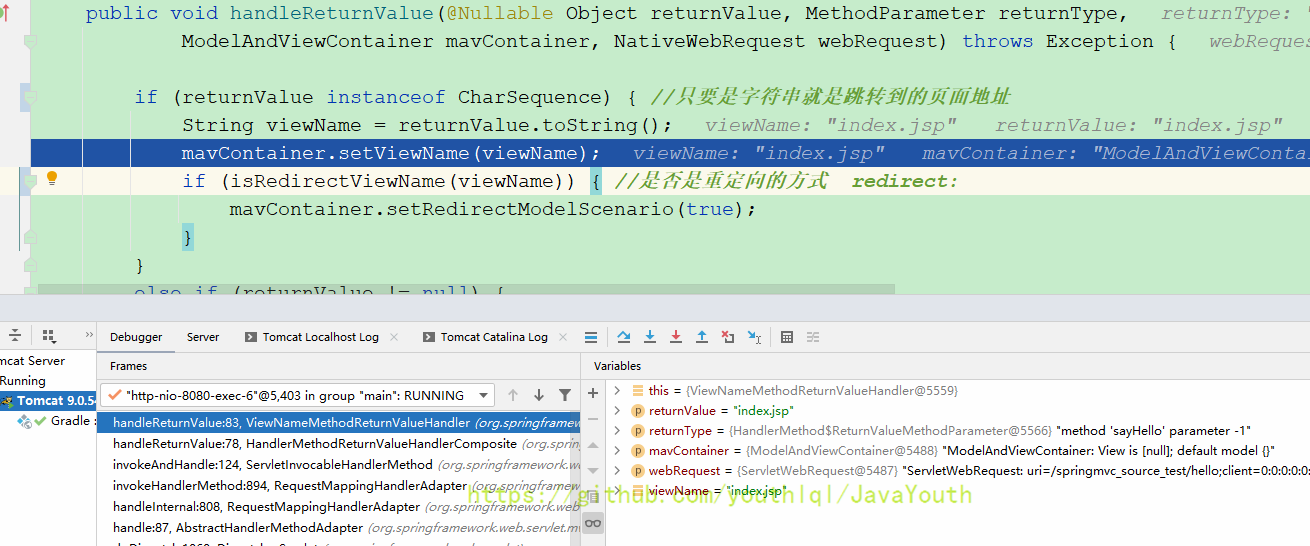 public void handleReturnValue(@Nullable Object returnValue, MethodParameter returnType, returnType: "
ModelAndViewContainer mavContainer, NativeWebRequest webRequest) throws Exception { webReques
if (returnValue instanceof CharSequence) { //只要是字符串就是跳转到的页面地址
String viewName = returnValue.toString(); viewName: "index.jsp" returnValue: "index.jsp"
mavContainer.setViewName(viewName); viewName: "index.jsp" mavContainer: "ModelAndViewContai
if (isRedirectViewName(viewName)) { //是否是重定向的方式 redirect:
mavContainer.setRedirectModelScenario(true);
}
}
else if (returnValue != null) {
Debugger Server Tomcat Localhost Log Tomcat Catalina Log
mcat Server
Running
Tomcat 9.0.54
Gradle :
Frames
"http-nio-8080-exec-6"@5,403 in group "main": RUNNING
handleReturnValue:83, ViewNameMethodReturnValueHandler (org.springframework
handleReturnValue:78, HandlerMethodReturnValueHandlerComposite (org.springf
invokeAndHandle:124, ServletInvocableHandlerMethod (org.springframework.we
invokeHandlerMethod:894, RequestMappingHandlerAdapter (org.springframewo
handleInternal:808, RequestMappingHandlerAdapter (org.springframework.web
handle:87, AbstractHandlerMethodAdapter (org.springframework.web.servlet.m
Variables
this = {ViewNameMethodReturnValueHandler@5559}
returnValue = "index.jsp"
returnType = {HandlerMethod$ReturnValueMethodParameter@5566} "method 'sayHello' parameter -1"
mavContainer = {ModelAndViewContainer@5488} "ModelAndViewContainer: View is [null]; default model {}"
webRequest = {ServletWebRequest@5487} "ServletWebRequest: uri=/springmvc_source_test/hello;client=0:0:0:0:0
viewName = "index.jsp"
https://github.com/youthlql/JavaYouth